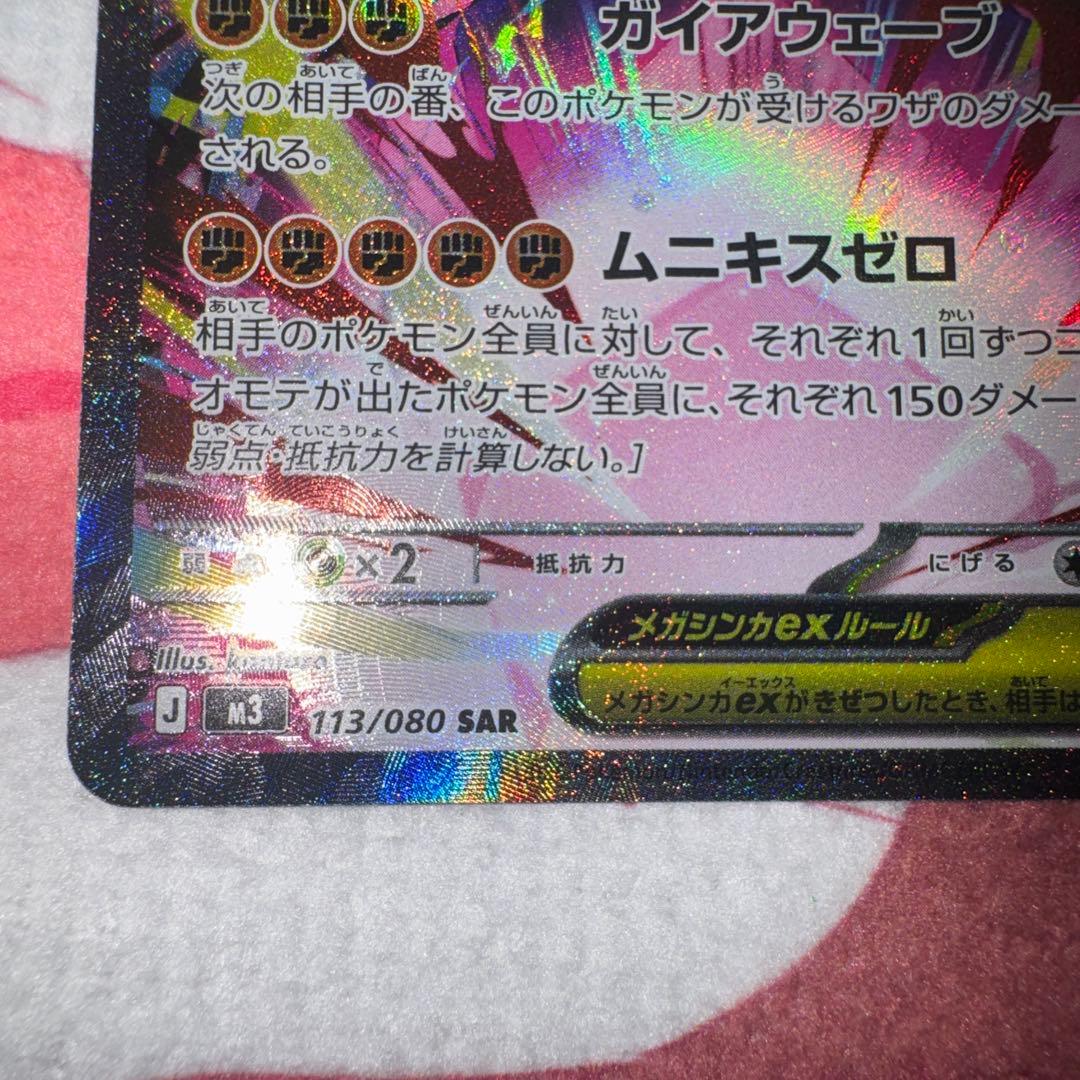 ガイアウェーブ
次の相手の番、このポケモンが受けるワザのダメー
される。
ムニキスゼロ
相手のポケモン全員に対して、それぞれ1回ずつコ
オモテが出たポケモン全員に、それぞれ150ダメー
弱点・抵抗力を計算しない。]
弱 ×2 抵抗力 にげる
メガシンカexルール
メガシンカexがきぜつしたとき、相手は
Illus.
J M3 113/080 SAR